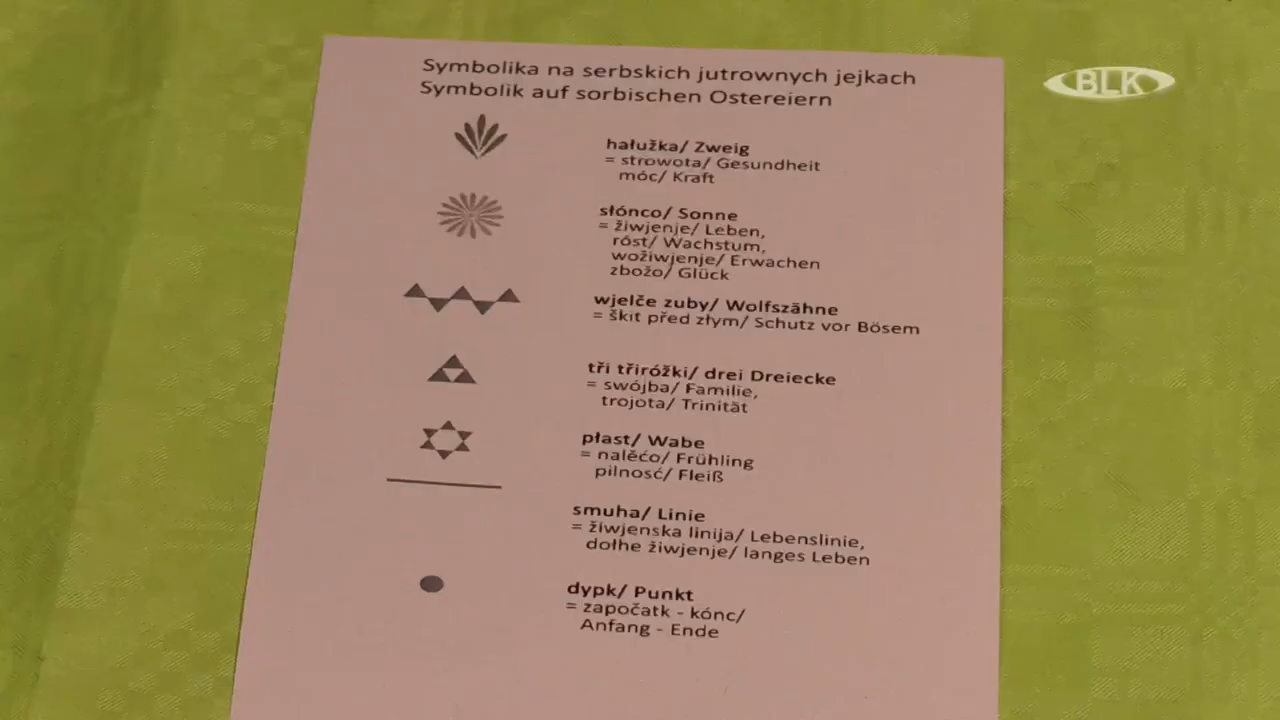 Symbolika na serbskich jutrownych jejkach
Symbolik auf sorbischen Ostereiern
BLK
hałužka/ Zweig
= strowota/ Gesundheit
móc/ Kraft
słónco/ Sonne
= žiwjenje/ Leben,
róst/ Wachstum,
wožiwjenje/ Erwachen
zbožo/ Glück
wjelče zuby/ Wolfszähne
= škit před złym/ Schutz vor Bösem
tři třiróžki/ drei Dreiecke
= swójba/ Familie,
trojota/ Trinität
płast/ Wabe
= nalěćo/ Frühling
pilnosć/ Fleiß
smuha/ Linie
= žiwjenska linija/ Lebenslinie,
dołhe žiwjenje/ langes Leben
dypk/ Punkt
= započatk - kónc/
Anfang - Ende